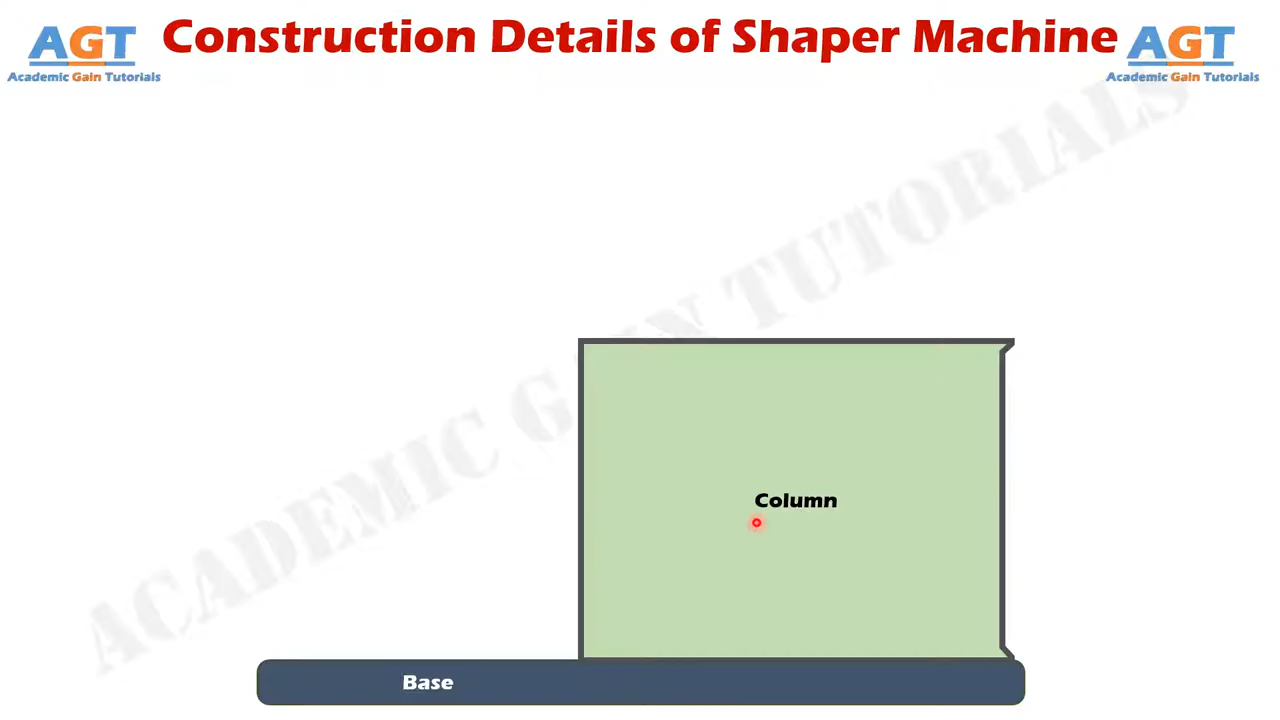 AGT
Academic Gain Tutorials
Construction Details of Shaper Machine
AGT
Academic Gain Tutorials
ACADEMIC GAIN TUTORIALS
Column
Base